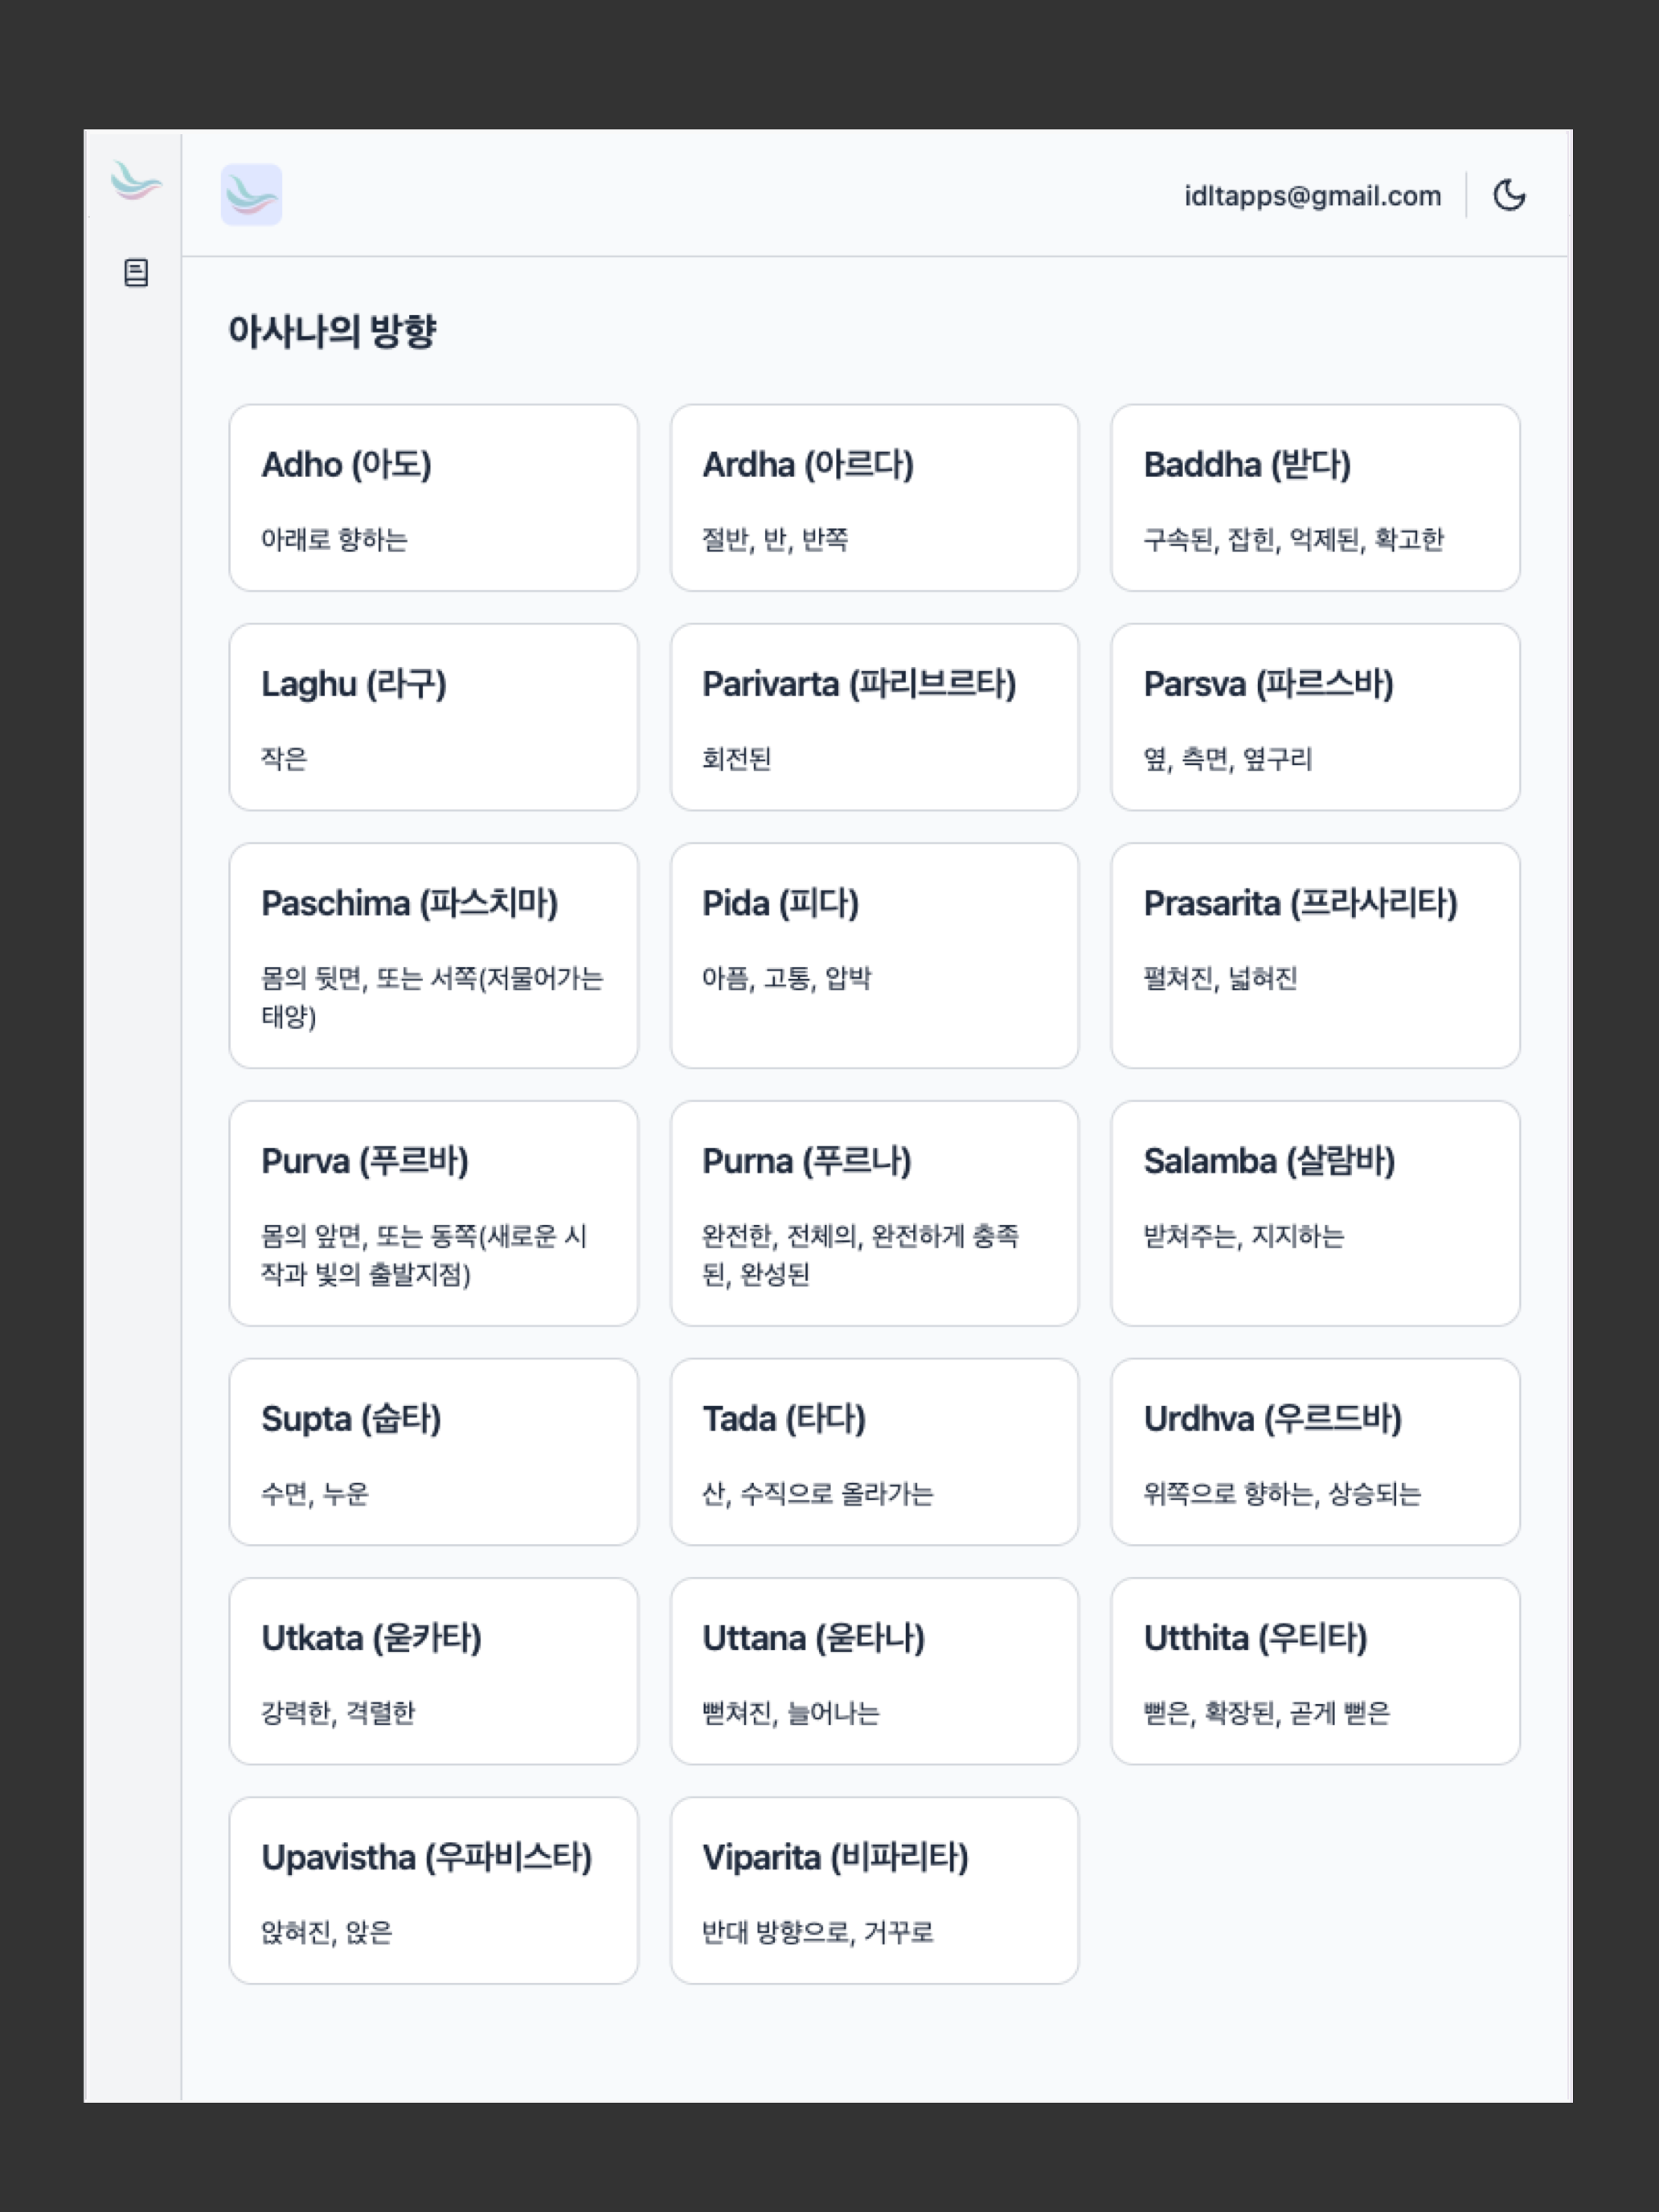 idltapps@gmail.com
아사나의 방향
Adho (아도)
아래로 향하는
Ardha (아르다)
절반, 반, 반쪽
Baddha (받다)
구속된, 잡힌, 억제된, 확고한
Laghu (라구)
작은
Parivarta (파리브르타)
회전된
Parsva (파르스바)
옆, 측면, 옆구리
Paschima (파스치마)
몸의 뒷면, 또는 서쪽(저물어가는
태양)
Pida (피다)
아픔, 고통, 압박
Prasarita (프라사리타)
펼쳐진, 넓혀진
Purva (푸르바)
몸의 앞면, 또는 동쪽(새로운 시
작과 빛의 출발지점)
Purna (푸르나)
완전한, 전체의, 완전하게 충족
된, 완성된
Salamba (살람바)
받쳐주는, 지지하는
Supta (숩타)
수면, 누운
Tada (타다)
산, 수직으로 올라가는
Urdhva (우르드바)
위쪽으로 향하는, 상승되는
Utkata (욷카타)
강력한, 격렬한
Uttana (욷타나)
뻗쳐진, 늘어나는
Utthita (우티타)
뻗은, 확장된, 곧게 뻗은
Upavistha (우파비스타)
앉혀진, 앉은
Viparita (비파리타)
반대 방향으로, 거꾸로